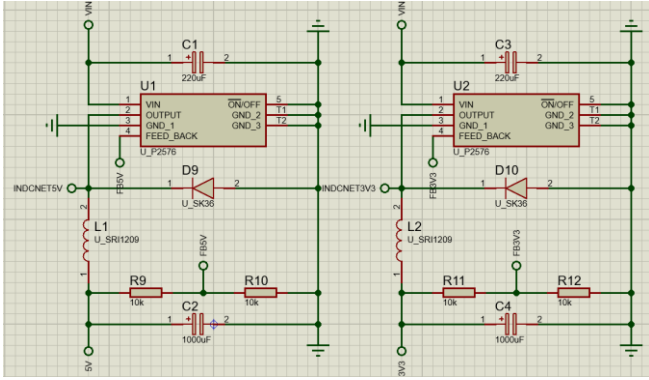 VIN
C1
1 + 2
220uF
U1
1 VIN ON/OFF 5
2 OUTPUT GND_2 T1
3 GND_1 GND_3 T2
4 FEED_BACK
U_P2576
FB5V
D9
INDCNET5V 1 2
U_SK36
2
L1
U_SRI1209
1
FB5V
R9
10k
R10
10k
C2
1 + 2
1000uF
5V
VIN
C3
1 + 2
220uF
U2
1 VIN ON/OFF 5
2 OUTPUT GND_2 T1
3 GND_1 GND_3 T2
4 FEED_BACK
U_P2576
FB3V3
D10
INDCNET3V3 1 2
U_SK36
2
L2
U_SRI1209
1
FB3V3
R11
10k
R12
10k
C4
1 + 2
1000uF
3V3